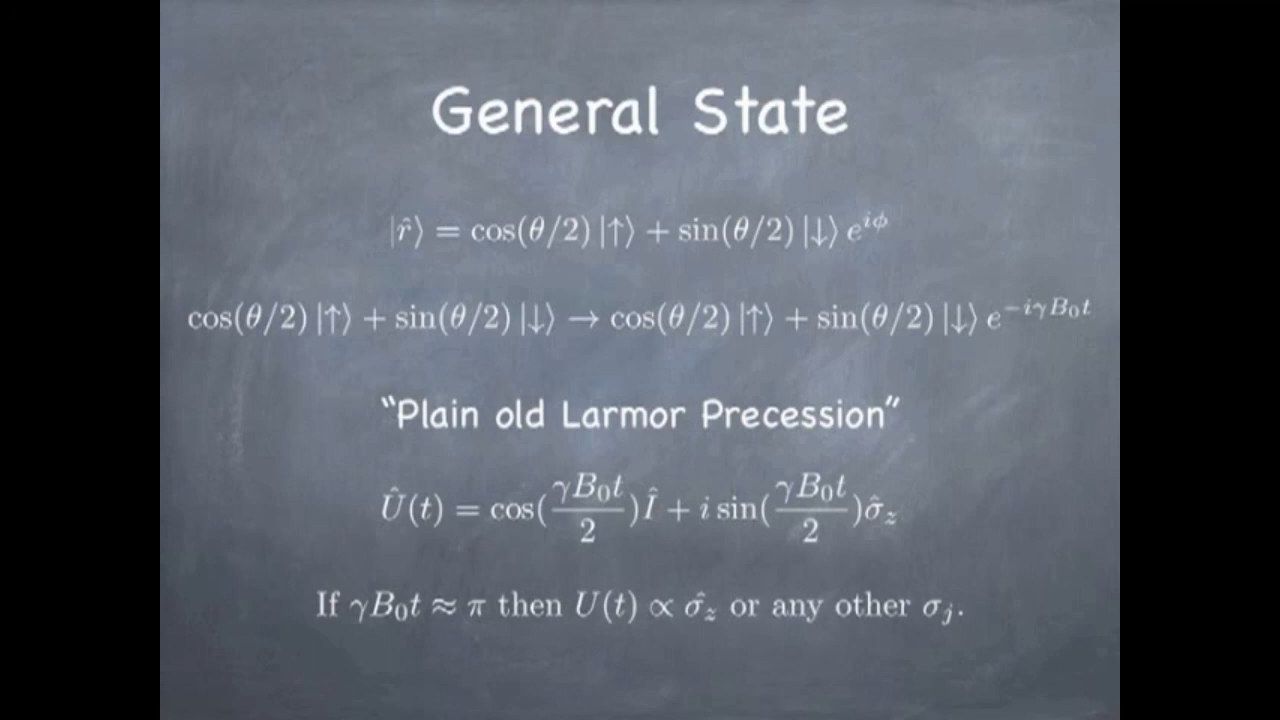 General State
|r̂⟩ = cos(θ/2) |↑⟩ + sin(θ/2) |↓⟩ e^{iϕ}
cos(θ/2) |↑⟩ + sin(θ/2) |↓⟩ → cos(θ/2) |↑⟩ + sin(θ/2) |↓⟩ e^{−iγB₀t}
“Plain old Larmor Precession”
Û(t) = cos(γB₀t/2)Î + i sin(γB₀t/2)σ̂_z
If γB₀t ≈ π then U(t) ∝ σ̂_z or any other σ_j.